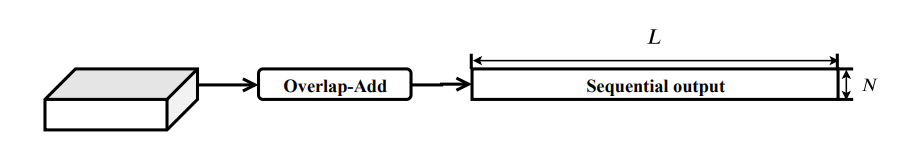 L
Overlap-Add
Sequential output
N